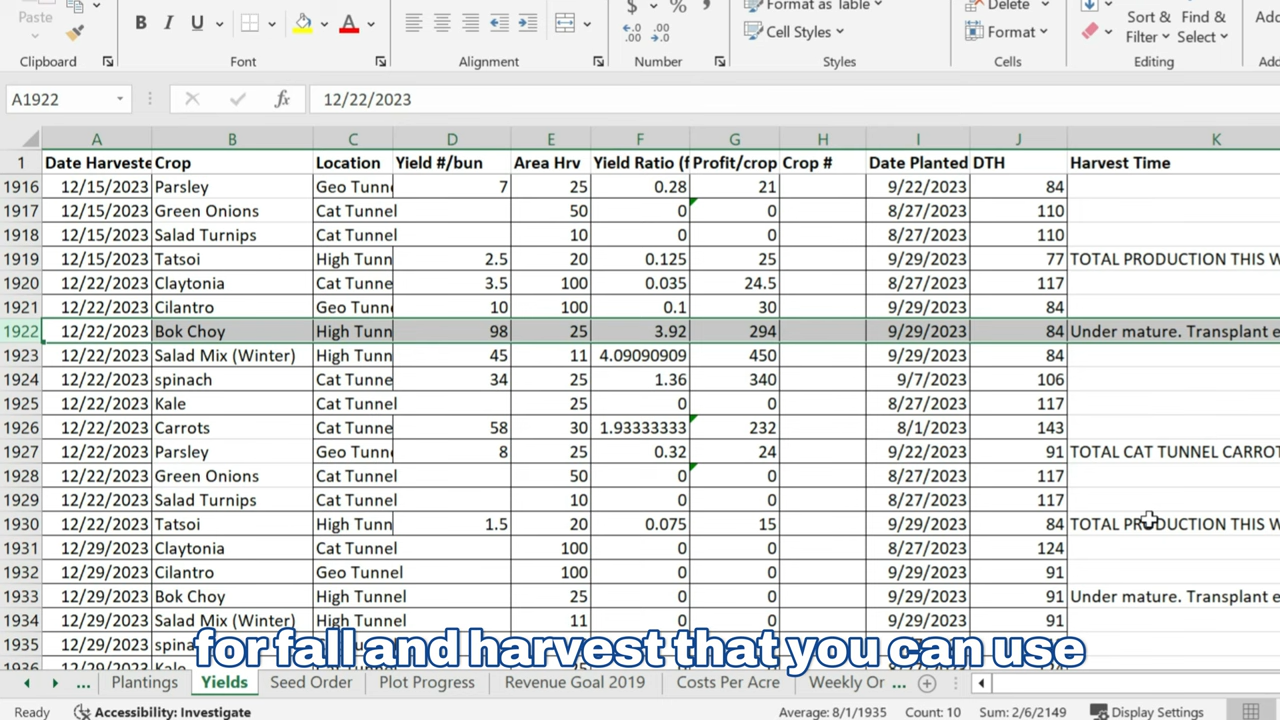 Paste
B I U A
$ % ,
Format as Table
Cell Styles
Delete
Format
Sort & Find &
Filter Select
Clipboard Font Alignment Number Styles Cells Editing
A1922 fx 12/22/2023
A B C D E F G H I J K
1 Date Harveste Crop Location Yield #/bun Area Hrv Yield Ratio (f Profit/crop Crop # Date Planted DTH Harvest Time
1916 12/15/2023 Parsley Geo Tunn 7 25 0.28 21 9/22/2023 84
1917 12/15/2023 Green Onions Cat Tunnel 50 0 0 8/27/2023 110
1918 12/15/2023 Salad Turnips Cat Tunnel 10 0 0 8/27/2023 110
1919 12/15/2023 Tatsoi High Tunn 2.5 20 0.125 25 9/29/2023 77 TOTAL PRODUCTION THIS W
1920 12/22/2023 Claytonia Cat Tunne 3.5 100 0.035 24.5 8/27/2023 117
1921 12/22/2023 Cilantro Geo Tunn 10 100 0.1 30 9/29/2023 84
1922 12/22/2023 Bok Choy High Tunn 98 25 3.92 294 9/29/2023 84 Under mature. Transplant e
1923 12/22/2023 Salad Mix (Winter) High Tunn 45 11 4.09090909 450 9/29/2023 84
1924 12/22/2023 spinach Cat Tunne 34 25 1.36 340 9/7/2023 106
1925 12/22/2023 Kale Cat Tunnel 25 0 0 8/27/2023 117
1926 12/22/2023 Carrots Cat Tunne 58 30 1.93333333 232 8/1/2023 143
1927 12/22/2023 Parsley Geo Tunn 8 25 0.32 24 9/22/2023 91 TOTAL CAT TUNNEL CARROT
1928 12/22/2023 Green Onions Cat Tunnel 50 0 0 8/27/2023 117
1929 12/22/2023 Salad Turnips Cat Tunnel 10 0 0 8/27/2023 117
1930 12/22/2023 Tatsoi High Tunn 1.5 20 0.075 15 9/29/2023 84 TOTAL PRODUCTION THIS W
1931 12/29/2023 Claytonia Cat Tunnel 100 0 0 8/27/2023 124
1932 12/29/2023 Cilantro Geo Tunnel 100 0 0 9/29/2023 91
1933 12/29/2023 Bok Choy High Tunnel 25 0 0 9/29/2023 91 Under mature. Transplant e
1934 12/29/2023 Salad Mix (Winter) High Tunnel 11 0 0 9/29/2023 91
1935 12/29/2023
for fall and harvest that you can use
... Plantings Yields Seed Order Plot Progress Revenue Goal 2019 Costs Per Acre Weekly Or ...
Ready Accessibility: Investigate Average: 8/1/1935 Count: 10 Sum: 2/6/2149 Display Settings